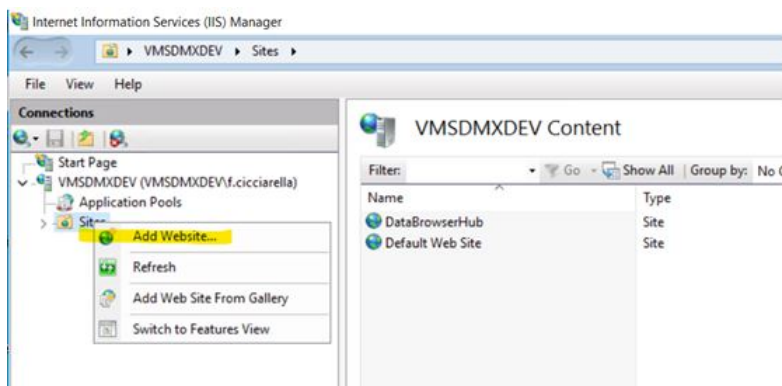 Internet Information Services (IIS) Manager
VMSDMXDEV Sites
File View Help
Connections
Start Page
VMSDMXDEV (VMSDMXDEV\f.cicciarella)
Application Pools
Sites
Add Website...
Refresh
Add Web Site From Gallery
Switch to Features View
VMSDMXDEV Content
Filter: Go Show All Group by: No
Name Type
DataBrowserHub Site
Default Web Site Site